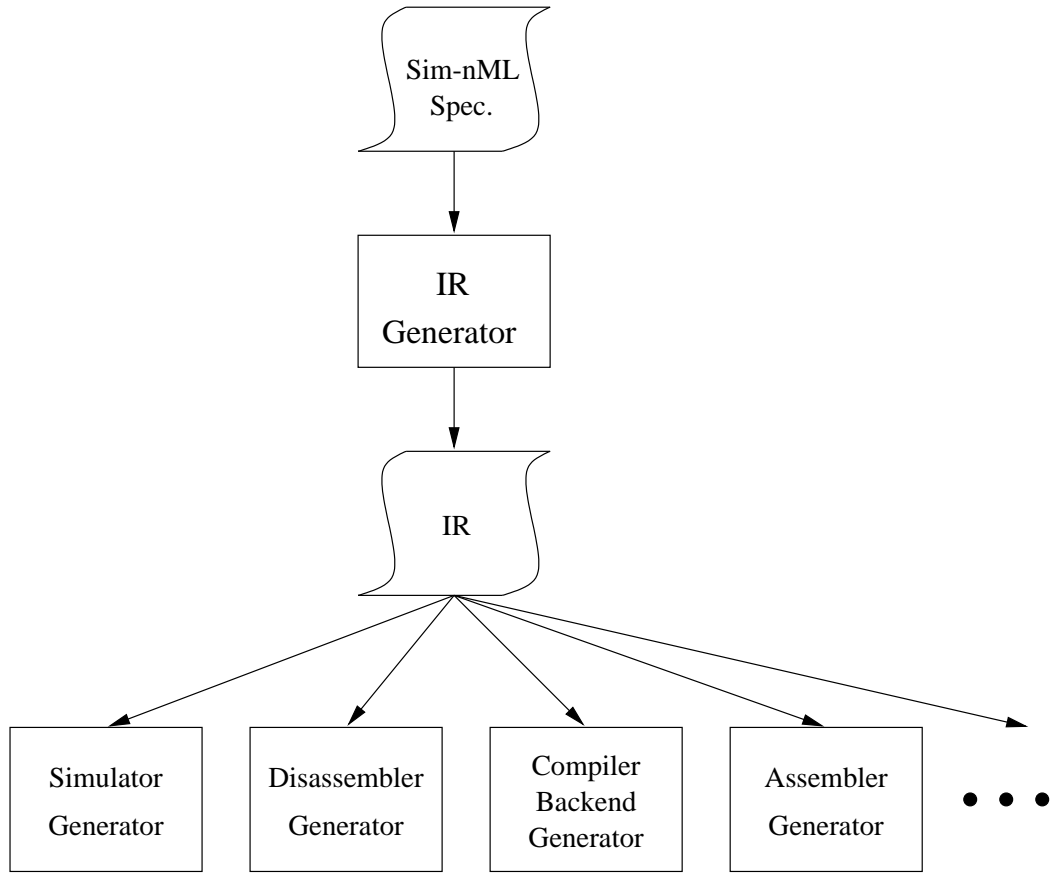 Sim-nML
Spec.
IR
Generator
IR
Simulator
Generator
Disassembler
Generator
Compiler
Backend
Generator
Assembler
Generator